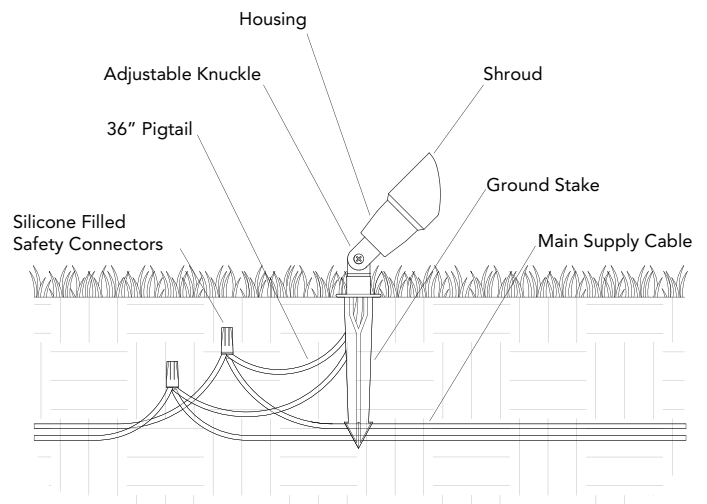 Housing
Adjustable Knuckle
Shroud
36” Pigtail
Ground Stake
Silicone Filled
Safety Connectors
Main Supply Cable